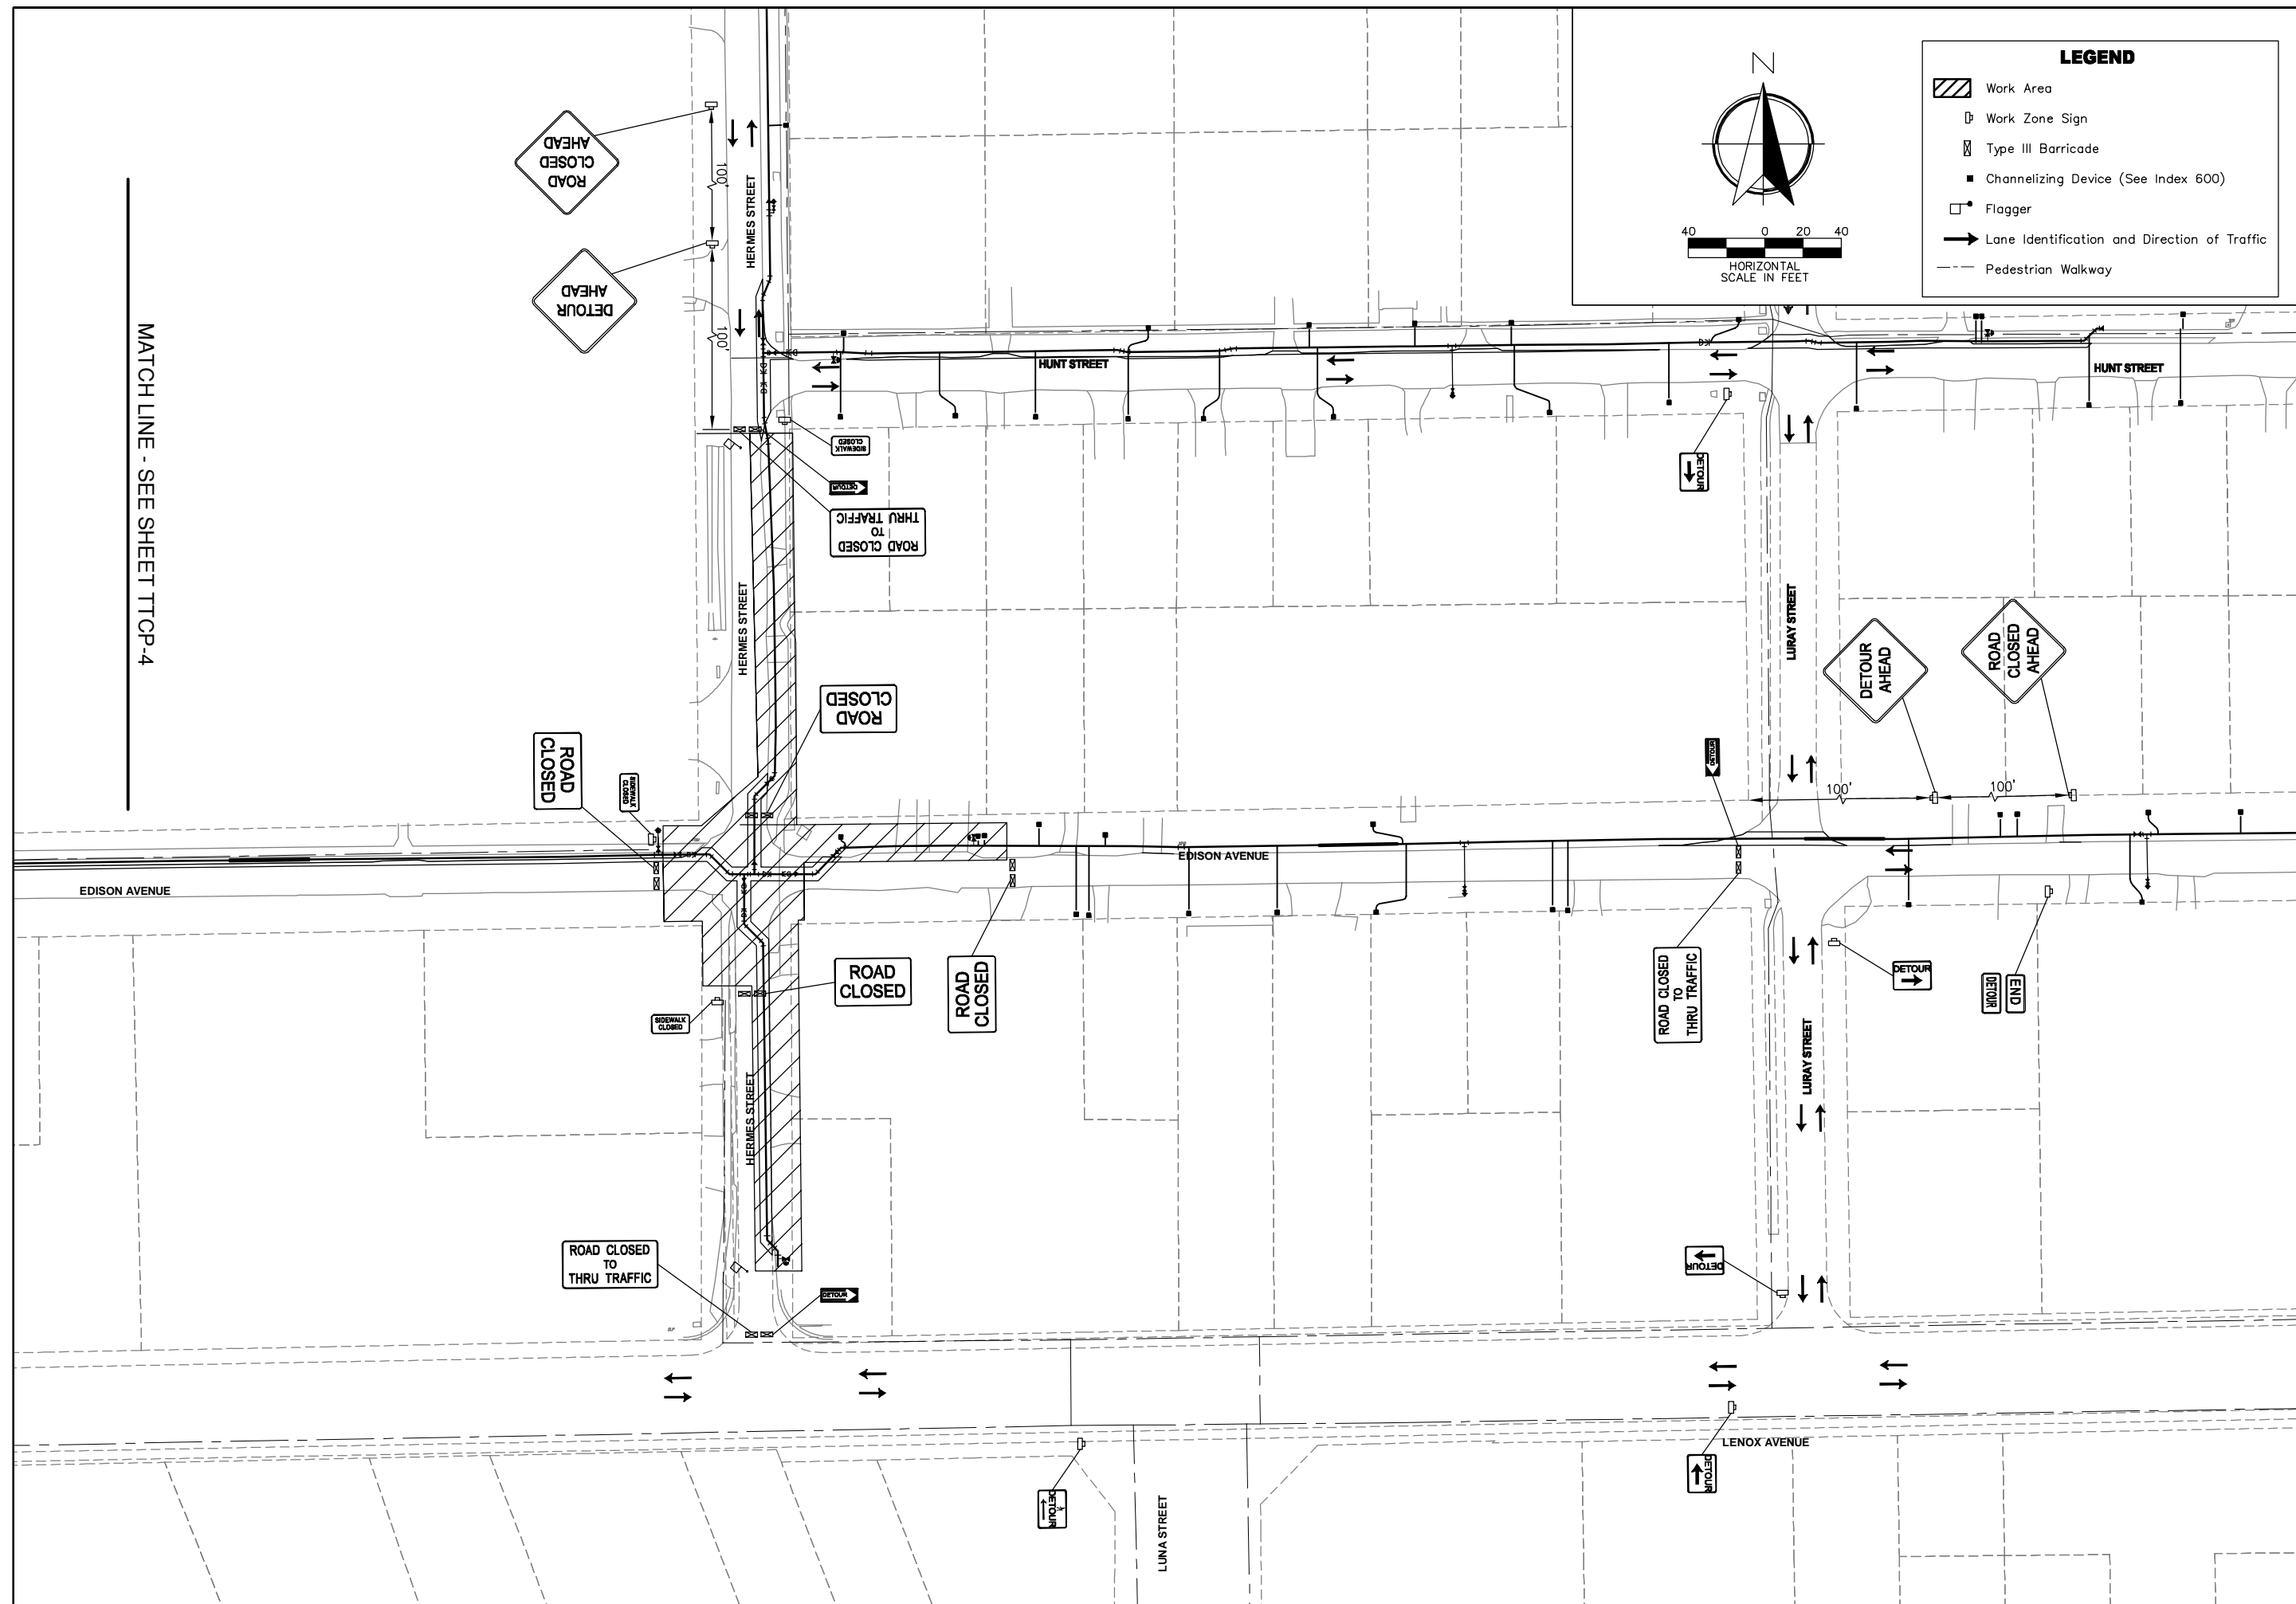 N
40 0 20 40
HORIZONTAL
SCALE IN FEET
LEGEND
Work Area
Work Zone Sign
Type III Barricade
Channelizing Device (See Index 600)
Flagger
Lane Identification and Direction of Traffic
Pedestrian Walkway
MATCH LINE - SEE SHEET TTCP-4
ROAD
CLOSED
AHEAD
DETOUR
AHEAD
100'
100'
HERMES STREET
HUNT STREET
HUNT STREET
SIDEWALK
CLOSED
DETOUR
ROAD CLOSED
TO
THRU TRAFFIC
DETOUR
HERMES STREET
LURAY STREET
DETOUR
AHEAD
ROAD
CLOSED
AHEAD
ROAD
CLOSED
ROAD
CLOSED
SIDEWALK
CLOSED
DETOUR
100'
100'
EDISON AVENUE
EDISON AVENUE
ROAD
CLOSED
ROAD
CLOSED
SIDEWALK
CLOSED
ROAD CLOSED
TO
THRU TRAFFIC
DETOUR
END
DETOUR
HERMES STREET
LURAY STREET
ROAD CLOSED
TO
THRU TRAFFIC
DETOUR
DETOUR
LENOX AVENUE
DETOUR
DETOUR
LUNA STREET